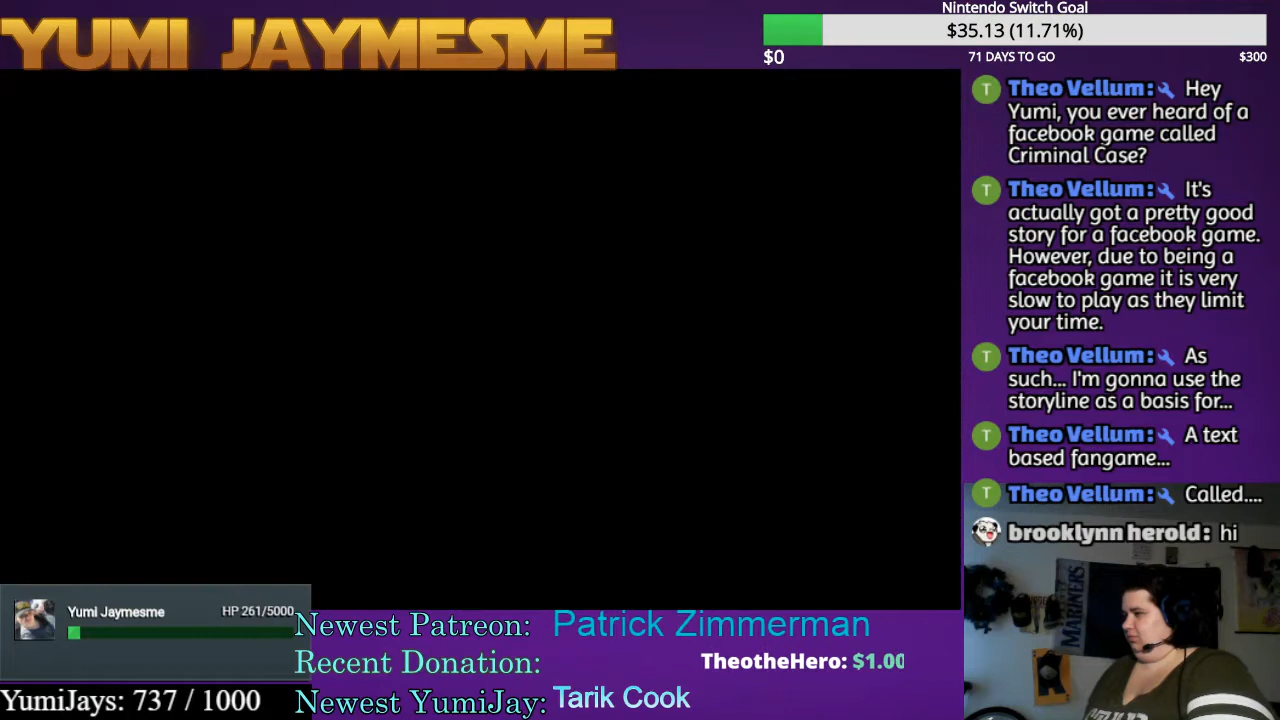 YUMI JAYMESME
Nintendo Switch Goal
$35.13 (11.71%)
$0
71 DAYS TO GO
$300
T Theo Vellum: Hey
Yumi, you ever heard of a
facebook game called
Criminal Case?
T Theo Vellum: It's
actually got a pretty good
story for a facebook game.
However, due to being a
facebook game it is very
slow to play as they limit
your time.
T Theo Vellum: As
such... I'm gonna use the
storyline as a basis for...
T Theo Vellum: A text
based fangame...
T Theo Vellum: Called....
brooklynn herold: hi
MARINERS
Yumi Jaymesme
HP 261/5000
Newest Patreon: Patrick Zimmerman
Recent Donation: TheotheHero: $1.00
YumiJays: 737 / 1000
Newest YumiJay: Tarik Cook